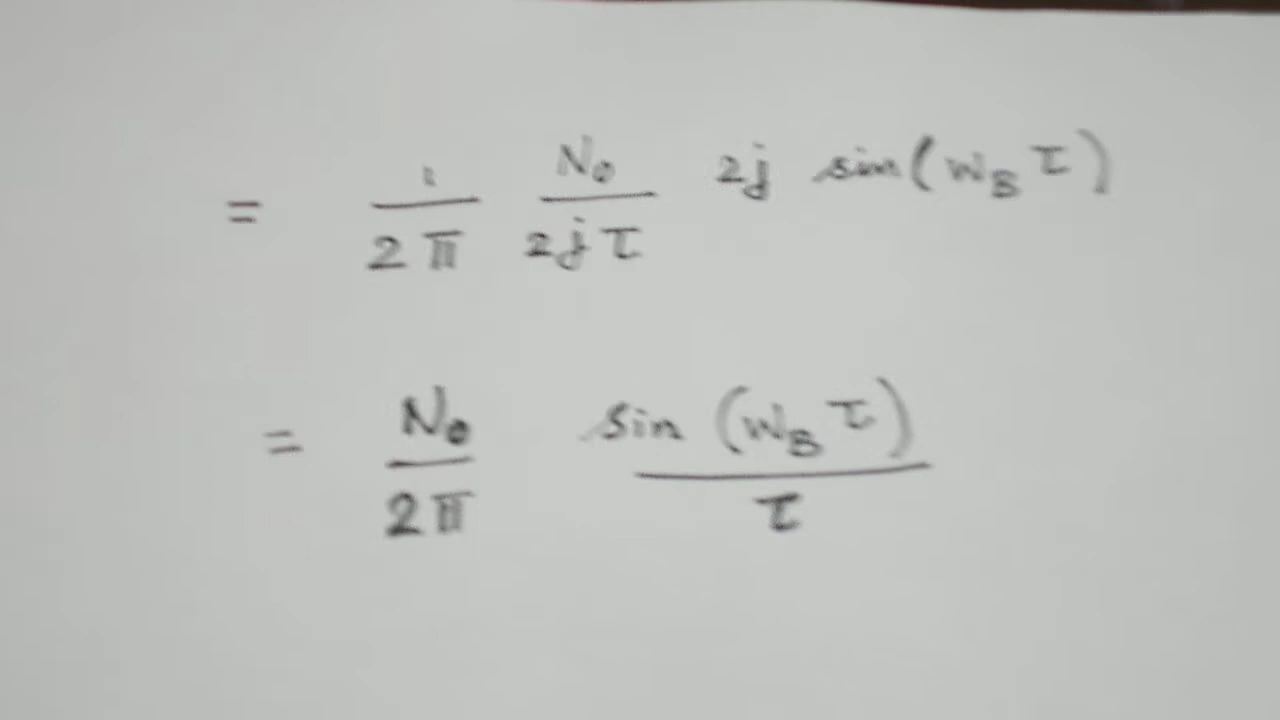 = 1/2π N₀/2jτ 2j sin(W_B τ)
= N₀/2π sin(W_B τ)/τ